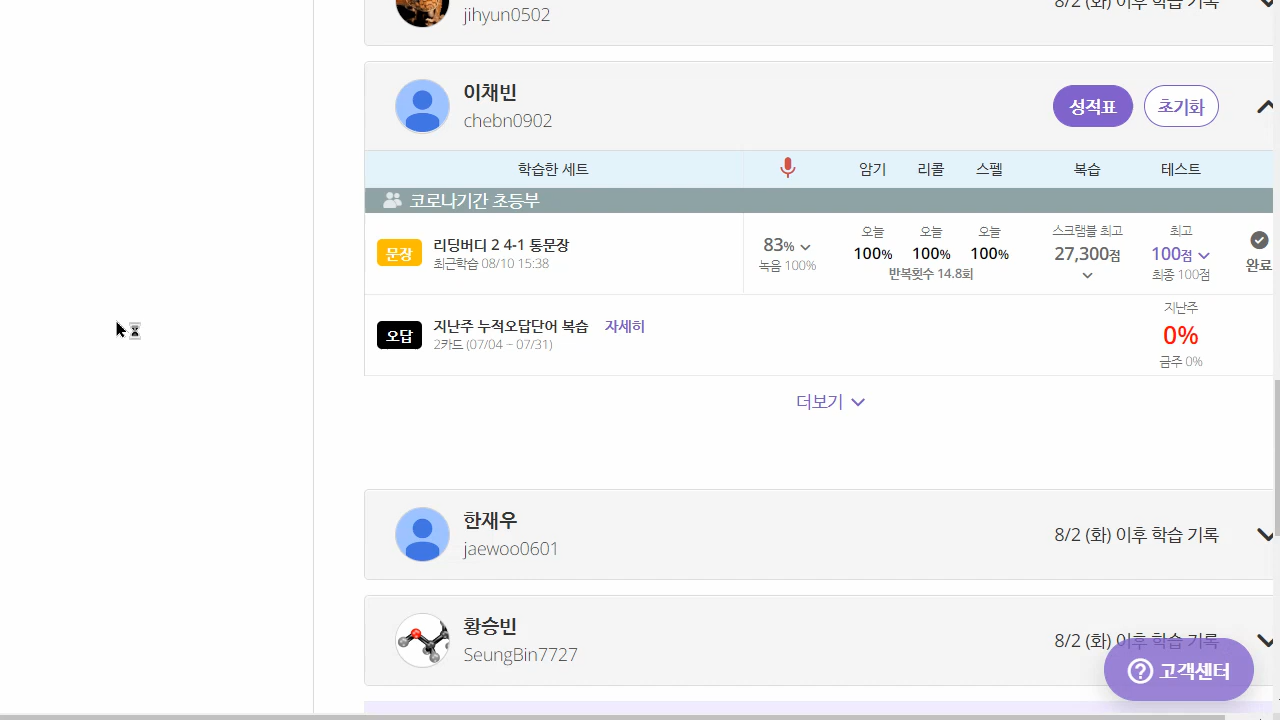 jihyun0502
8/2 (화) 이후 학습 기록
이채빈
chebn0902
성적표 초기화
학습한 세트 암기 리콜 스펠 복습 테스트
코로나기간 초등부
문장 리딩버디 2 4-1 통문장
최근학습 08/10 15:38
83%
녹음 100%
오늘 오늘 오늘
100% 100% 100%
반복횟수 14.8회
스크램블 최고
27,300점
최고
100점
최종 100점
완료
오답 지난주 누적오답단어 복습 자세히
2카드 (07/04 ~ 07/31)
지난주
0%
금주 0%
더보기
한재우
jaewoo0601
8/2 (화) 이후 학습 기록
황승빈
SeungBin7727
8/2 (화) 이후 학습 기록
고객센터